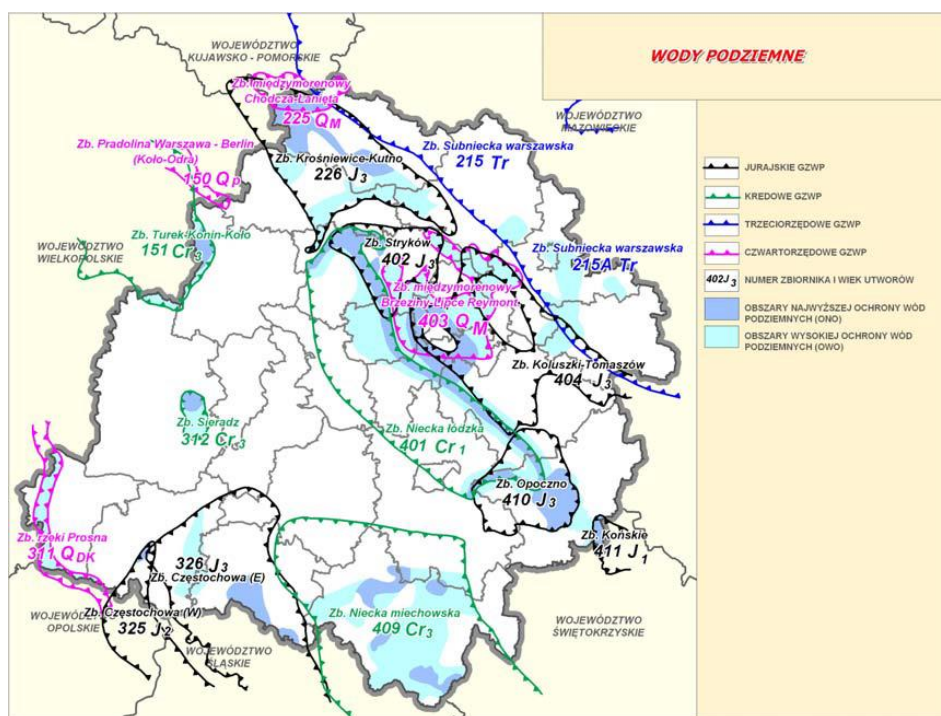 WODY PODZIEMNE
WOJEWÓDZTWO
KUJAWSKO - POMORSKIE
WOJEWÓDZTWO
MAZOWIECKIE
Zb. międzymorenowy
Chodcza-Łanięta
225 QM
Zb. Pradolina Warszawa - Berlin
(Koło-Odra)
150 Qp
Zb. Krośniewice-Kutno
226 J3
Zb. Subniecka warszawska
215 Tr
Zb. Turek-Konin-Koło
151 Cr3
WOJEWÓDZTWO
WIELKOPOLSKIE
Zb. Stryków
402 J3
Zb. Subniecka warszawska
215A Tr
Zb. międzymorenowy
Brzeziny-Lipce Reymont.
403 QM
Zb. Koluszki-Tomaszów
404 J3
Zb. Sieradz
312 Cr3
Zb. Niecka łódzka
401 Cr1
Zb. Opoczno
410 J3
Zb. Końskie
411 J1
Zb. rzeki Prosna
311 QDK
326 J3
Zb. Częstochowa (E)
Zb. Częstochowa (W)
325 J2
Zb. Niecka miechowska
409 Cr3
WOJEWÓDZTWO
OPOLSKIE
WOJEWÓDZTWO
ŚLĄSKIE
WOJEWÓDZTWO
ŚWIĘTOKRZYSKIE
JURAJSKIE GZWP
KREDOWE GZWP
TRZECIORZĘDOWE GZWP
CZWARTORZĘDOWE GZWP
402J3 NUMER ZBIORNIKA I WIEK UTWORÓW
OBSZARY NAJWYŻSZEJ OCHRONY WÓD
PODZIEMNYCH (ONO)
OBSZARY WYSOKIEJ OCHRONY WÓD
PODZIEMNYCH (OWO)